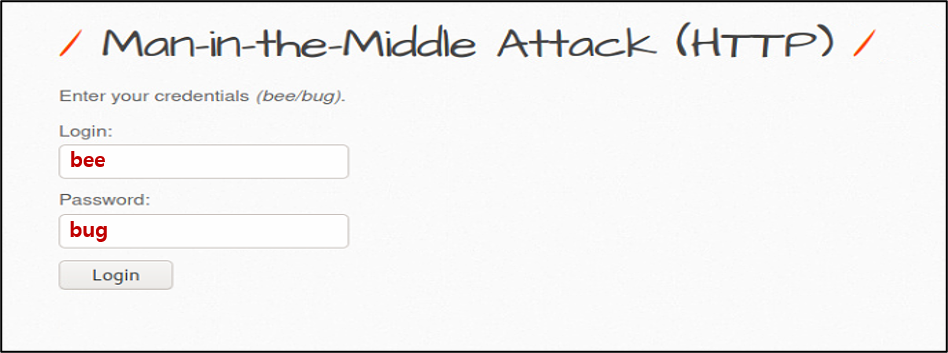 / Man-in-the-Middle Attack (HTTP) /
Enter your credentials (bee/bug).
Login:
bee
Password:
bug
Login